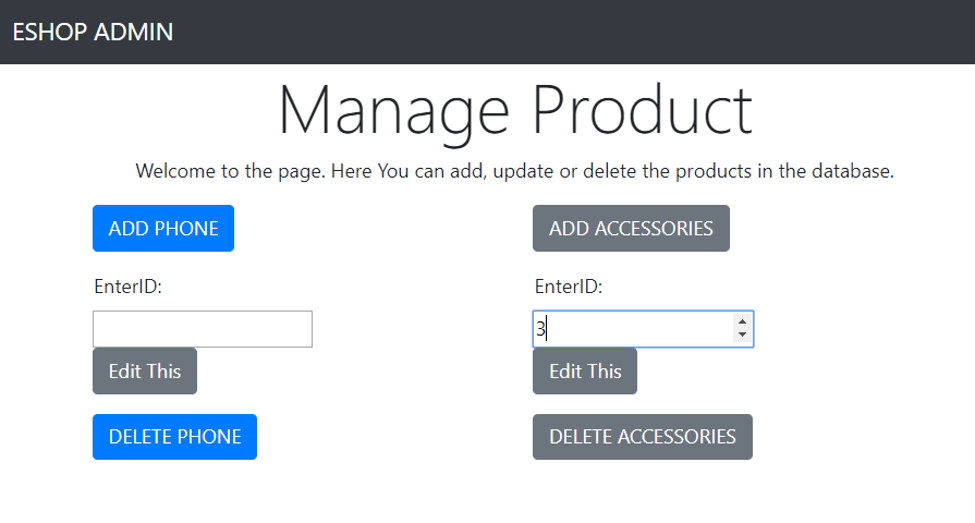 ESHOP ADMIN
Manage Product
Welcome to the page. Here You can add, update or delete the products in the database.
ADD PHONE
ADD ACCESSORIES
EnterID:
EnterID:
3
Edit This
Edit This
DELETE PHONE
DELETE ACCESSORIES